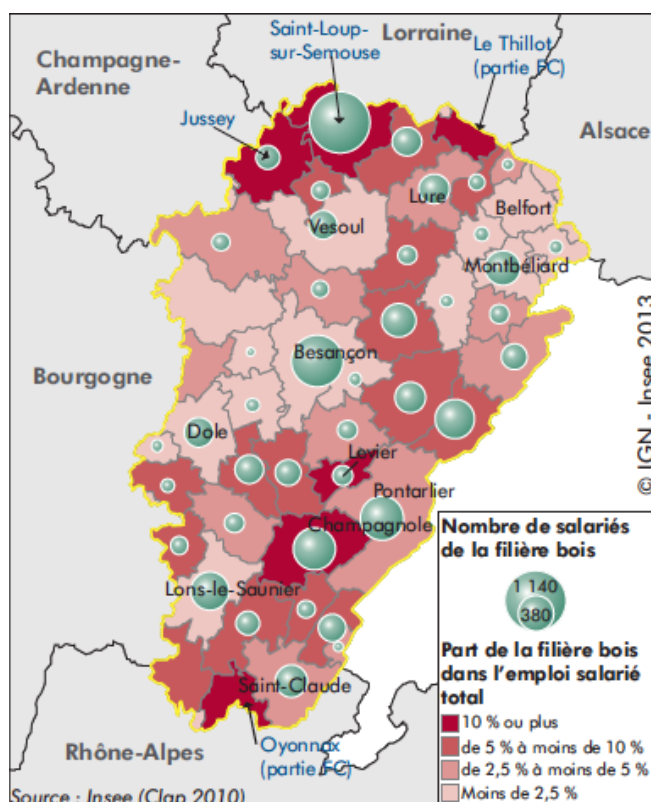 Saint-Loup-
sur-Semouse
Lorraine
Le Thillot
(partie FC)
Champagne-
Ardenne
Jussey
Alsace
Lure
Belfort
Vesoul
Montbéliard
Besançon
Bourgogne
Dole
Levier
Pontarlier
Champagnole
Lons-le-Saunier
Saint-Claude
Oyonnax
(partie FC)
Rhône-Alpes
© IGN - Insee 2013
Nombre de salariés
de la filière bois
1 140
380
Part de la filière bois
dans l'emploi salarié
total
10 % ou plus
de 5 % à moins de 10 %
de 2,5 % à moins de 5 %
Moins de 2,5 %
Source : Insee (Clap 2010)